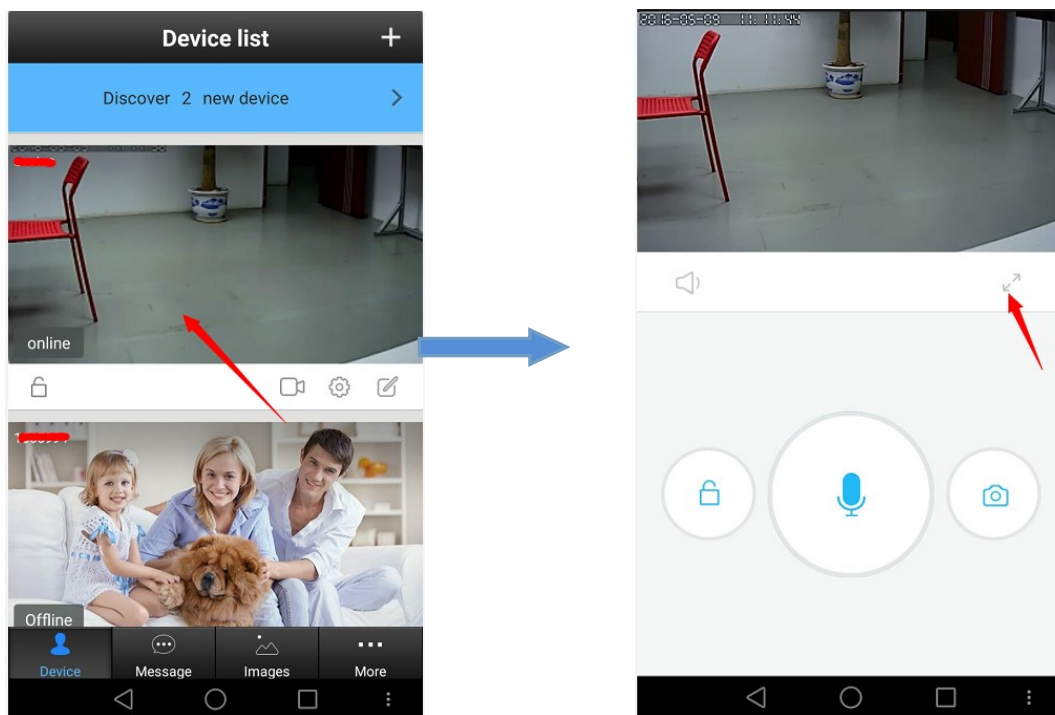 Device list
Discover 2 new device
online
Offline
Device
Message
Images
More
2016-05-09 11:11:44